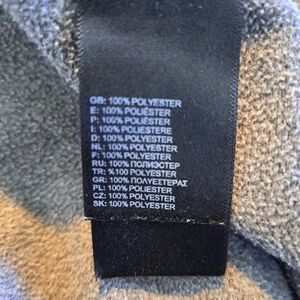 GB: 100% POLYESTER
E: 100% POLIÉSTER
P: 100% POLIÉSTER
I: 100% POLIESTERE
D: 100% POLYESTER
NL: 100% POLYESTER
F: 100% POLYESTER
RU: 100% ПОЛИЭСТЕР
TR: %100 POLYESTER
GR: 100% ΠΟΛΥΕΣΤΕΡΑΣ
PL: 100% POLIESTER
CZ: 100% POLYESTER
SK: 100% POLYESTER